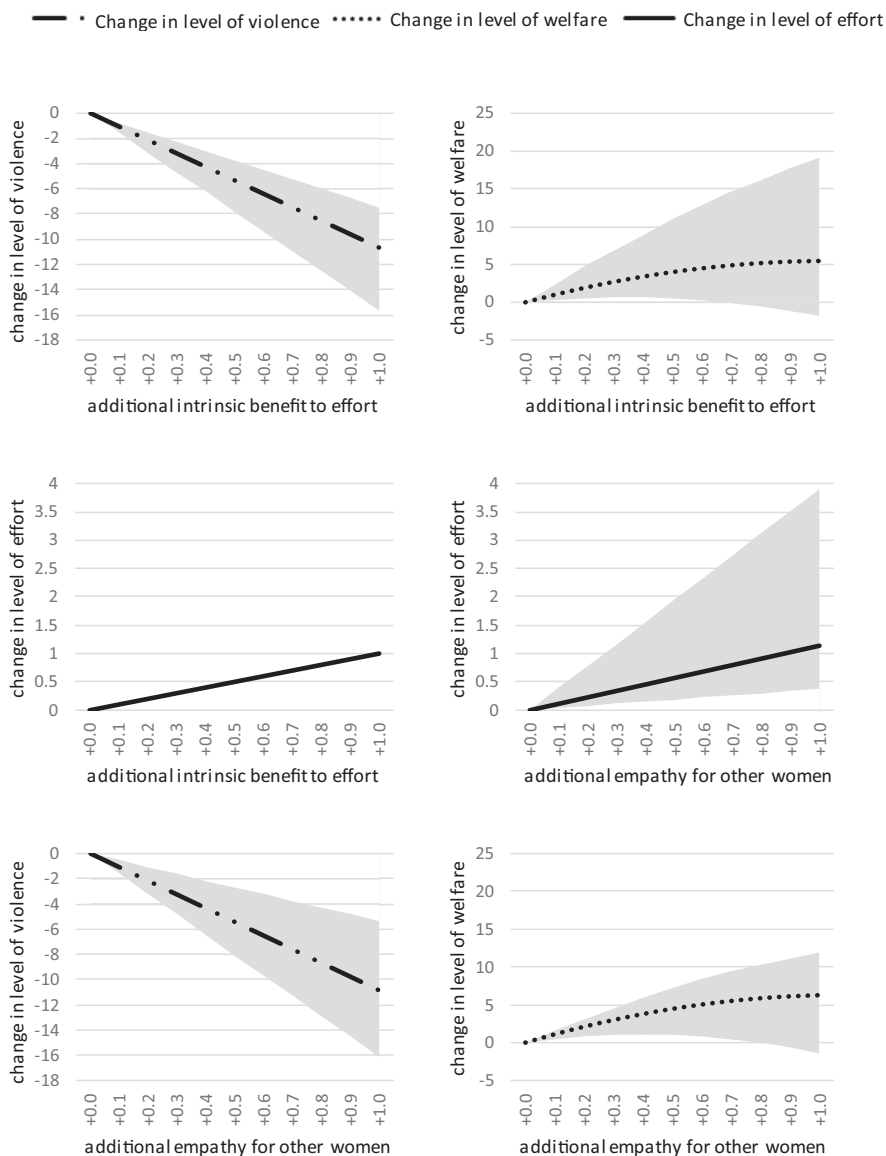 Change in level of violence Change in level of welfare Change in level of effort
change in level of violence
0
-2
-4
-6
-8
-10
-12
-14
-16
-18
+0.0 +0.1 +0.2 +0.3 +0.4 +0.5 +0.6 +0.7 +0.8 +0.9 +1.0
additional intrinsic benefit to effort
change in level of welfare
25
20
15
10
5
0
-5
+0.0 +0.1 +0.2 +0.3 +0.4 +0.5 +0.6 +0.7 +0.8 +0.9 +1.0
additional intrinsic benefit to effort
change in level of effort
4
3.5
3
2.5
2
1.5
1
0.5
0
+0.0 +0.1 +0.2 +0.3 +0.4 +0.5 +0.6 +0.7 +0.8 +0.9 +1.0
additional intrinsic benefit to effort
change in level of effort
4
3.5
3
2.5
2
1.5
1
0.5
0
+0.0 +0.1 +0.2 +0.3 +0.4 +0.5 +0.6 +0.7 +0.8 +0.9 +1.0
additional empathy for other women
change in level of violence
0
-2
-4
-6
-8
-10
-12
-14
-16
-18
+0.0 +0.1 +0.2 +0.3 +0.4 +0.5 +0.6 +0.7 +0.8 +0.9 +1.0
additional empathy for other women
change in level of welfare
25
20
15
10
5
0
-5
+0.0 +0.1 +0.2 +0.3 +0.4 +0.5 +0.6 +0.7 +0.8 +0.9 +1.0
additional empathy for other women